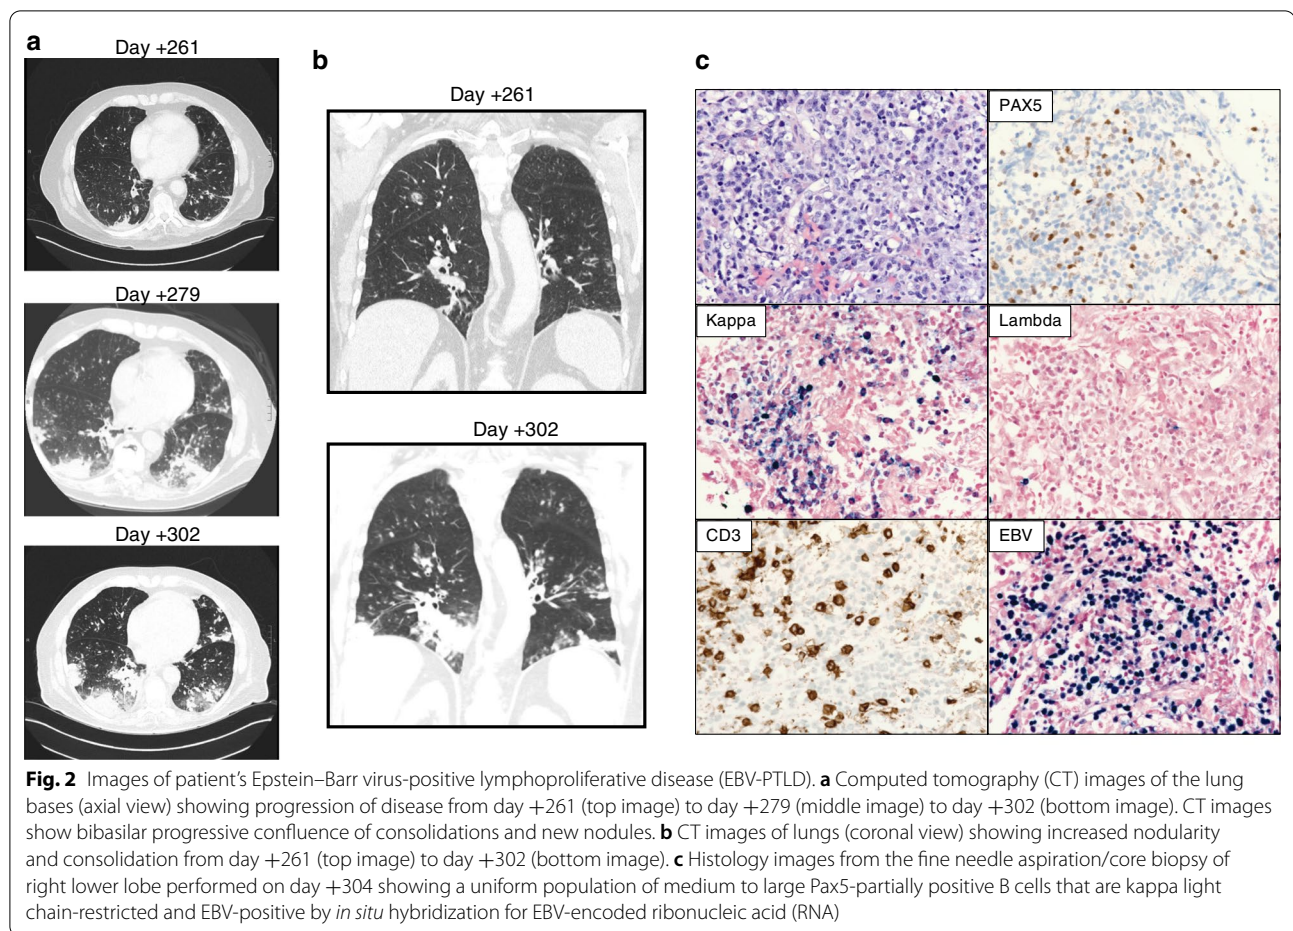 a
Day +261
Day +279
Day +302
b
Day +261
Day +302
c
PAX5
Kappa
Lambda
CD3
EBV
Fig. 2 Images of patient's Epstein–Barr virus-positive lymphoproliferative disease (EBV-PTLD). a Computed tomography (CT) images of the lung
bases (axial view) showing progression of disease from day +261 (top image) to day +279 (middle image) to day +302 (bottom image). CT images
show bibasilar progressive confluence of consolidations and new nodules. b CT images of lungs (coronal view) showing increased nodularity
and consolidation from day +261 (top image) to day +302 (bottom image). c Histology images from the fine needle aspiration/core biopsy of
right lower lobe performed on day +304 showing a uniform population of medium to large Pax5-partially positive B cells that are kappa light
chain-restricted and EBV-positive by in situ hybridization for EBV-encoded ribonucleic acid (RNA)